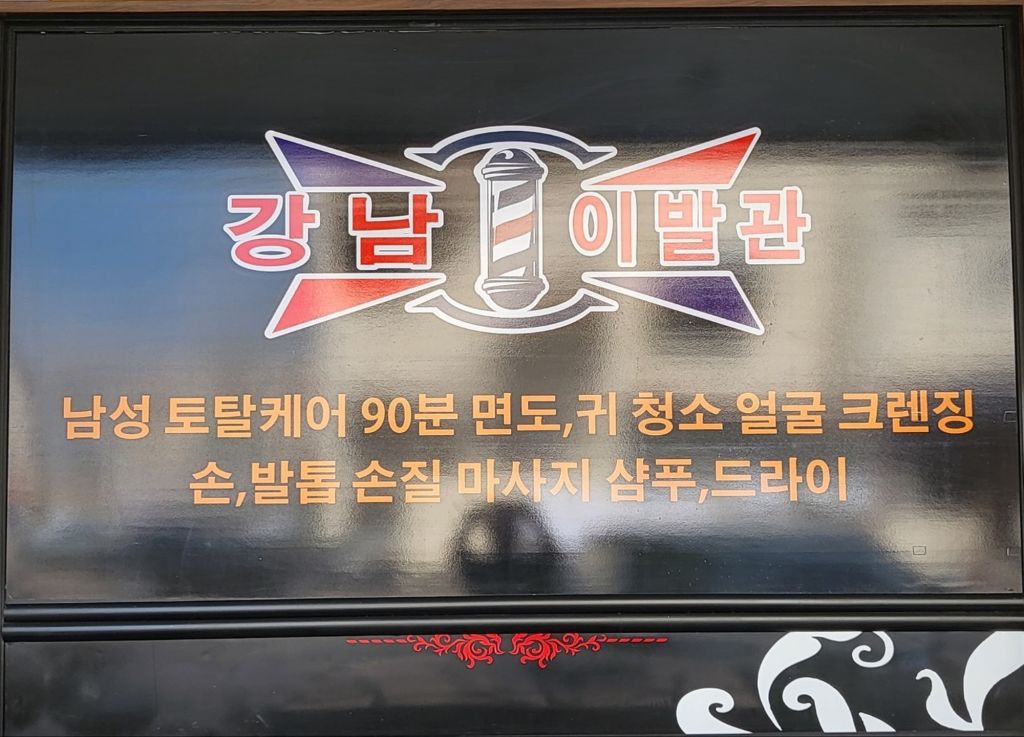 강남 이발관
남성 토탈케어 90분 면도,귀 청소 얼굴 크렌징
손,발톱 손질 마사지 샴푸,드라이